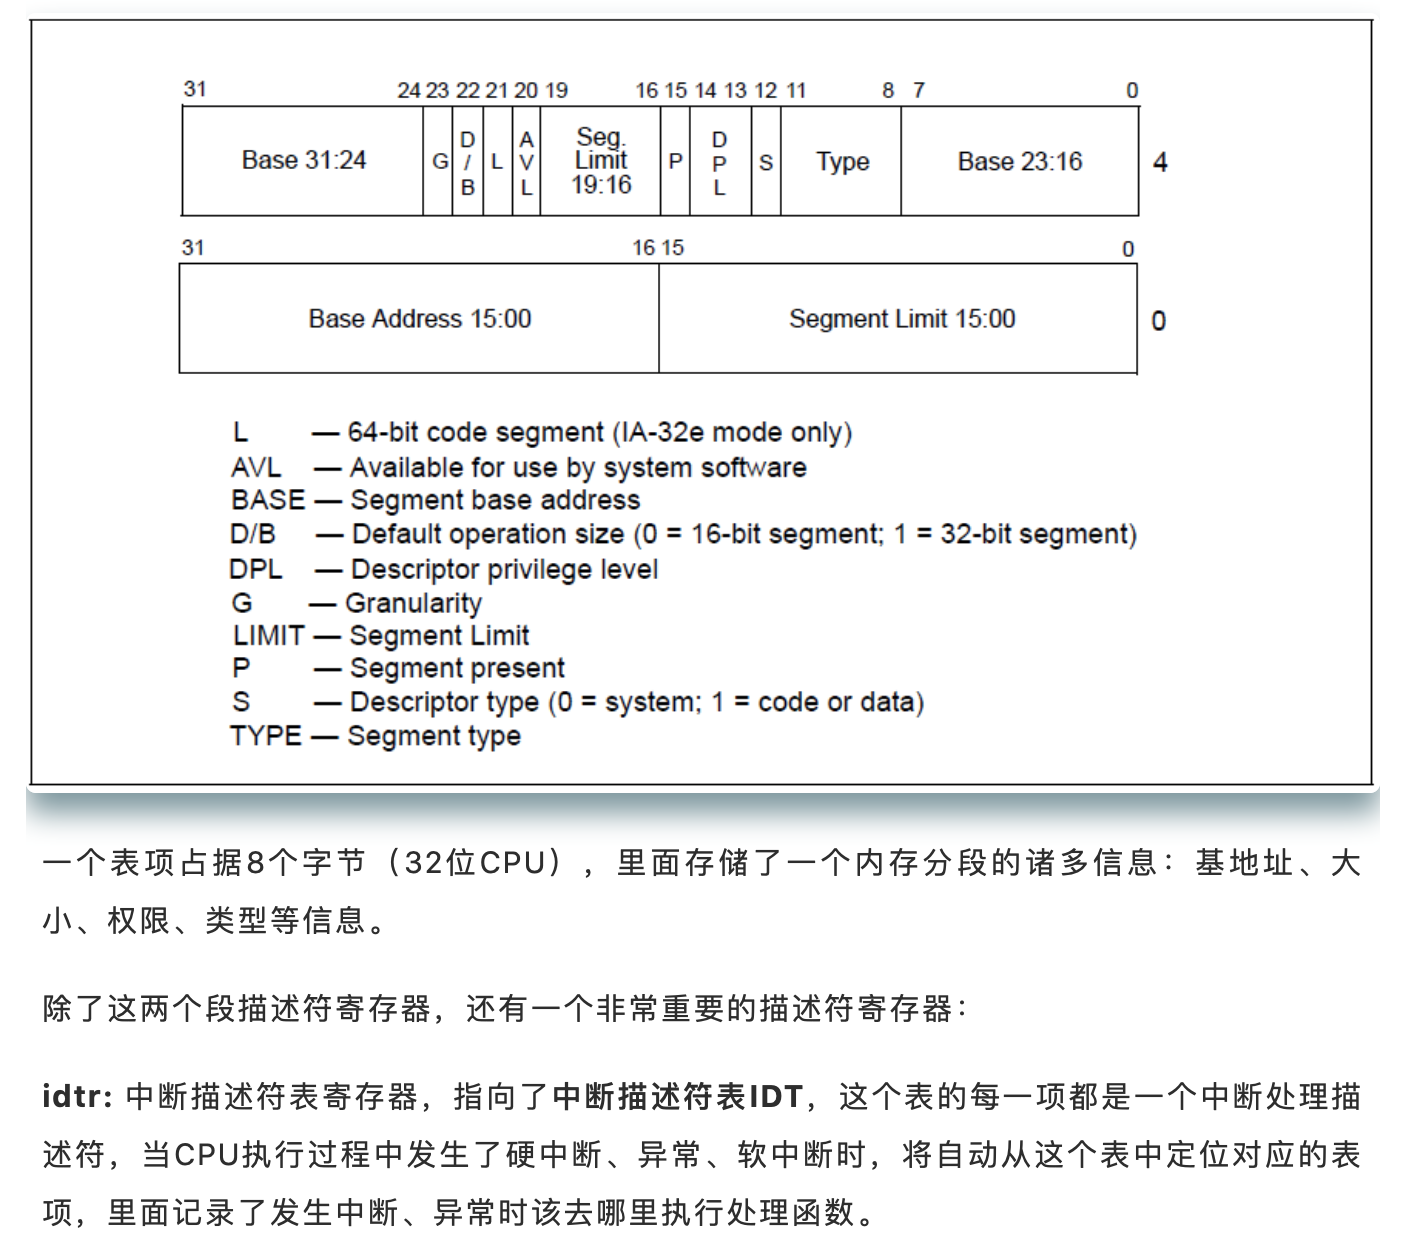 31 24 23 22 21 20 19 16 15 14 13 12 11 8 7 0
Base 31:24 G D/B L AVL Seg. Limit 19:16 P DPL S Type Base 23:16 4
31 16 15 0
Base Address 15:00 Segment Limit 15:00 0
L — 64-bit code segment (IA-32e mode only)
AVL — Available for use by system software
BASE — Segment base address
D/B — Default operation size (0 = 16-bit segment; 1 = 32-bit segment)
DPL — Descriptor privilege level
G — Granularity
LIMIT — Segment Limit
P — Segment present
S — Descriptor type (0 = system; 1 = code or data)
TYPE — Segment type
一个表项占据8个字节（32位CPU），里面存储了一个内存分段的诸多信息：基地址、大
小、权限、类型等信息。
除了这两个段描述符寄存器，还有一个非常重要的描述符寄存器：
idtr: 中断描述符表寄存器，指向了中断描述符表IDT，这个表的每一项都是一个中断处理描
述符，当CPU执行过程中发生了硬中断、异常、软中断时，将自动从这个表中定位对应的表
项，里面记录了发生中断、异常时该去哪里执行处理函数。